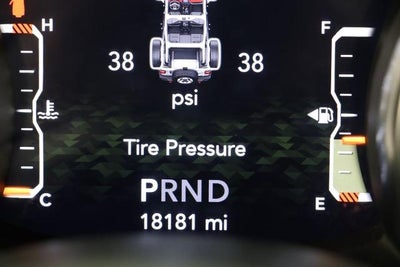 H F
38 38
psi
Tire Pressure
C PRND E
18181 mi